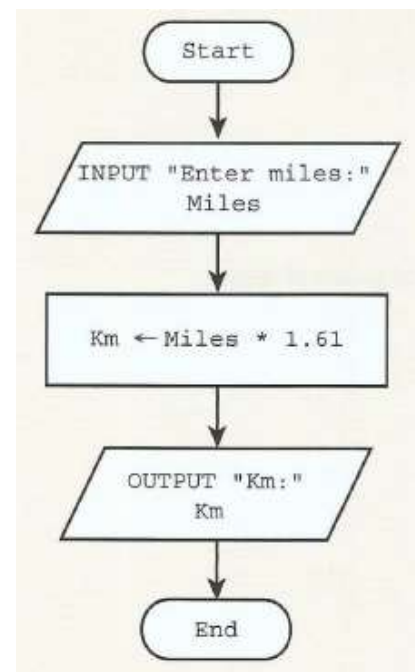 Start
INPUT "Enter miles:"
Miles
Km ← Miles * 1.61
OUTPUT "Km:"
Km
End